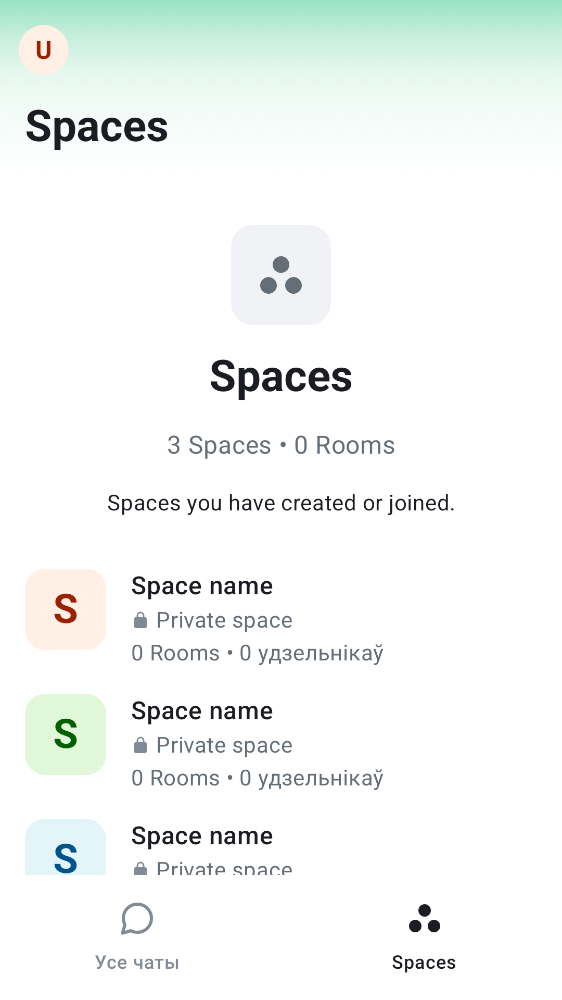 U
Spaces
Spaces
3 Spaces • 0 Rooms
Spaces you have created or joined.
S
Space name
Private space
0 Rooms • 0 удзельнікаў
S
Space name
Private space
0 Rooms • 0 удзельнікаў
S
Space name
Private space
Усе чаты
Spaces